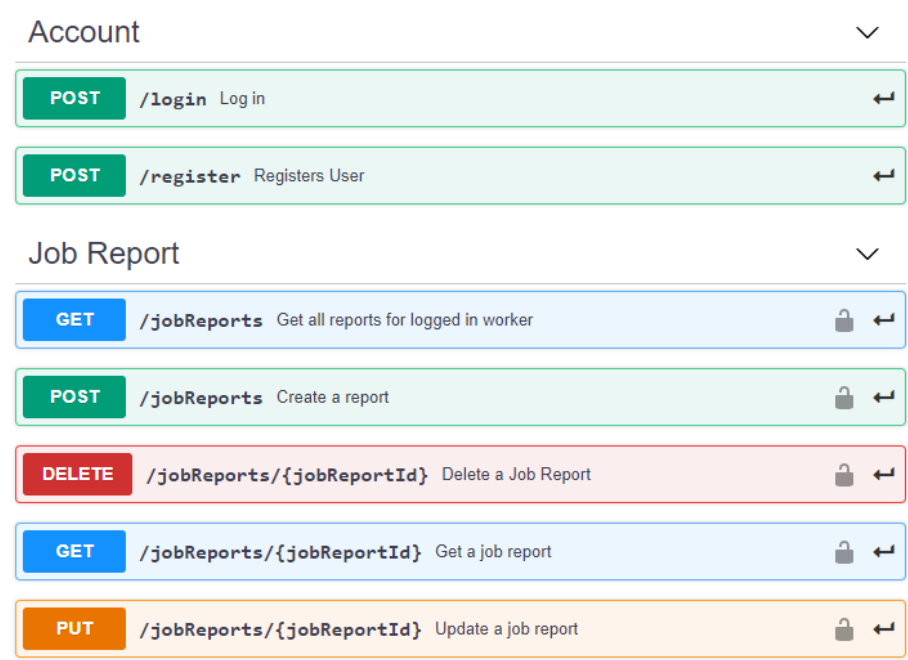 Account
POST /login Log in
POST /register Registers User
Job Report
GET /jobReports Get all reports for logged in worker
POST /jobReports Create a report
DELETE /jobReports/{jobReportId} Delete a Job Report
GET /jobReports/{jobReportId} Get a job report
PUT /jobReports/{jobReportId} Update a job report